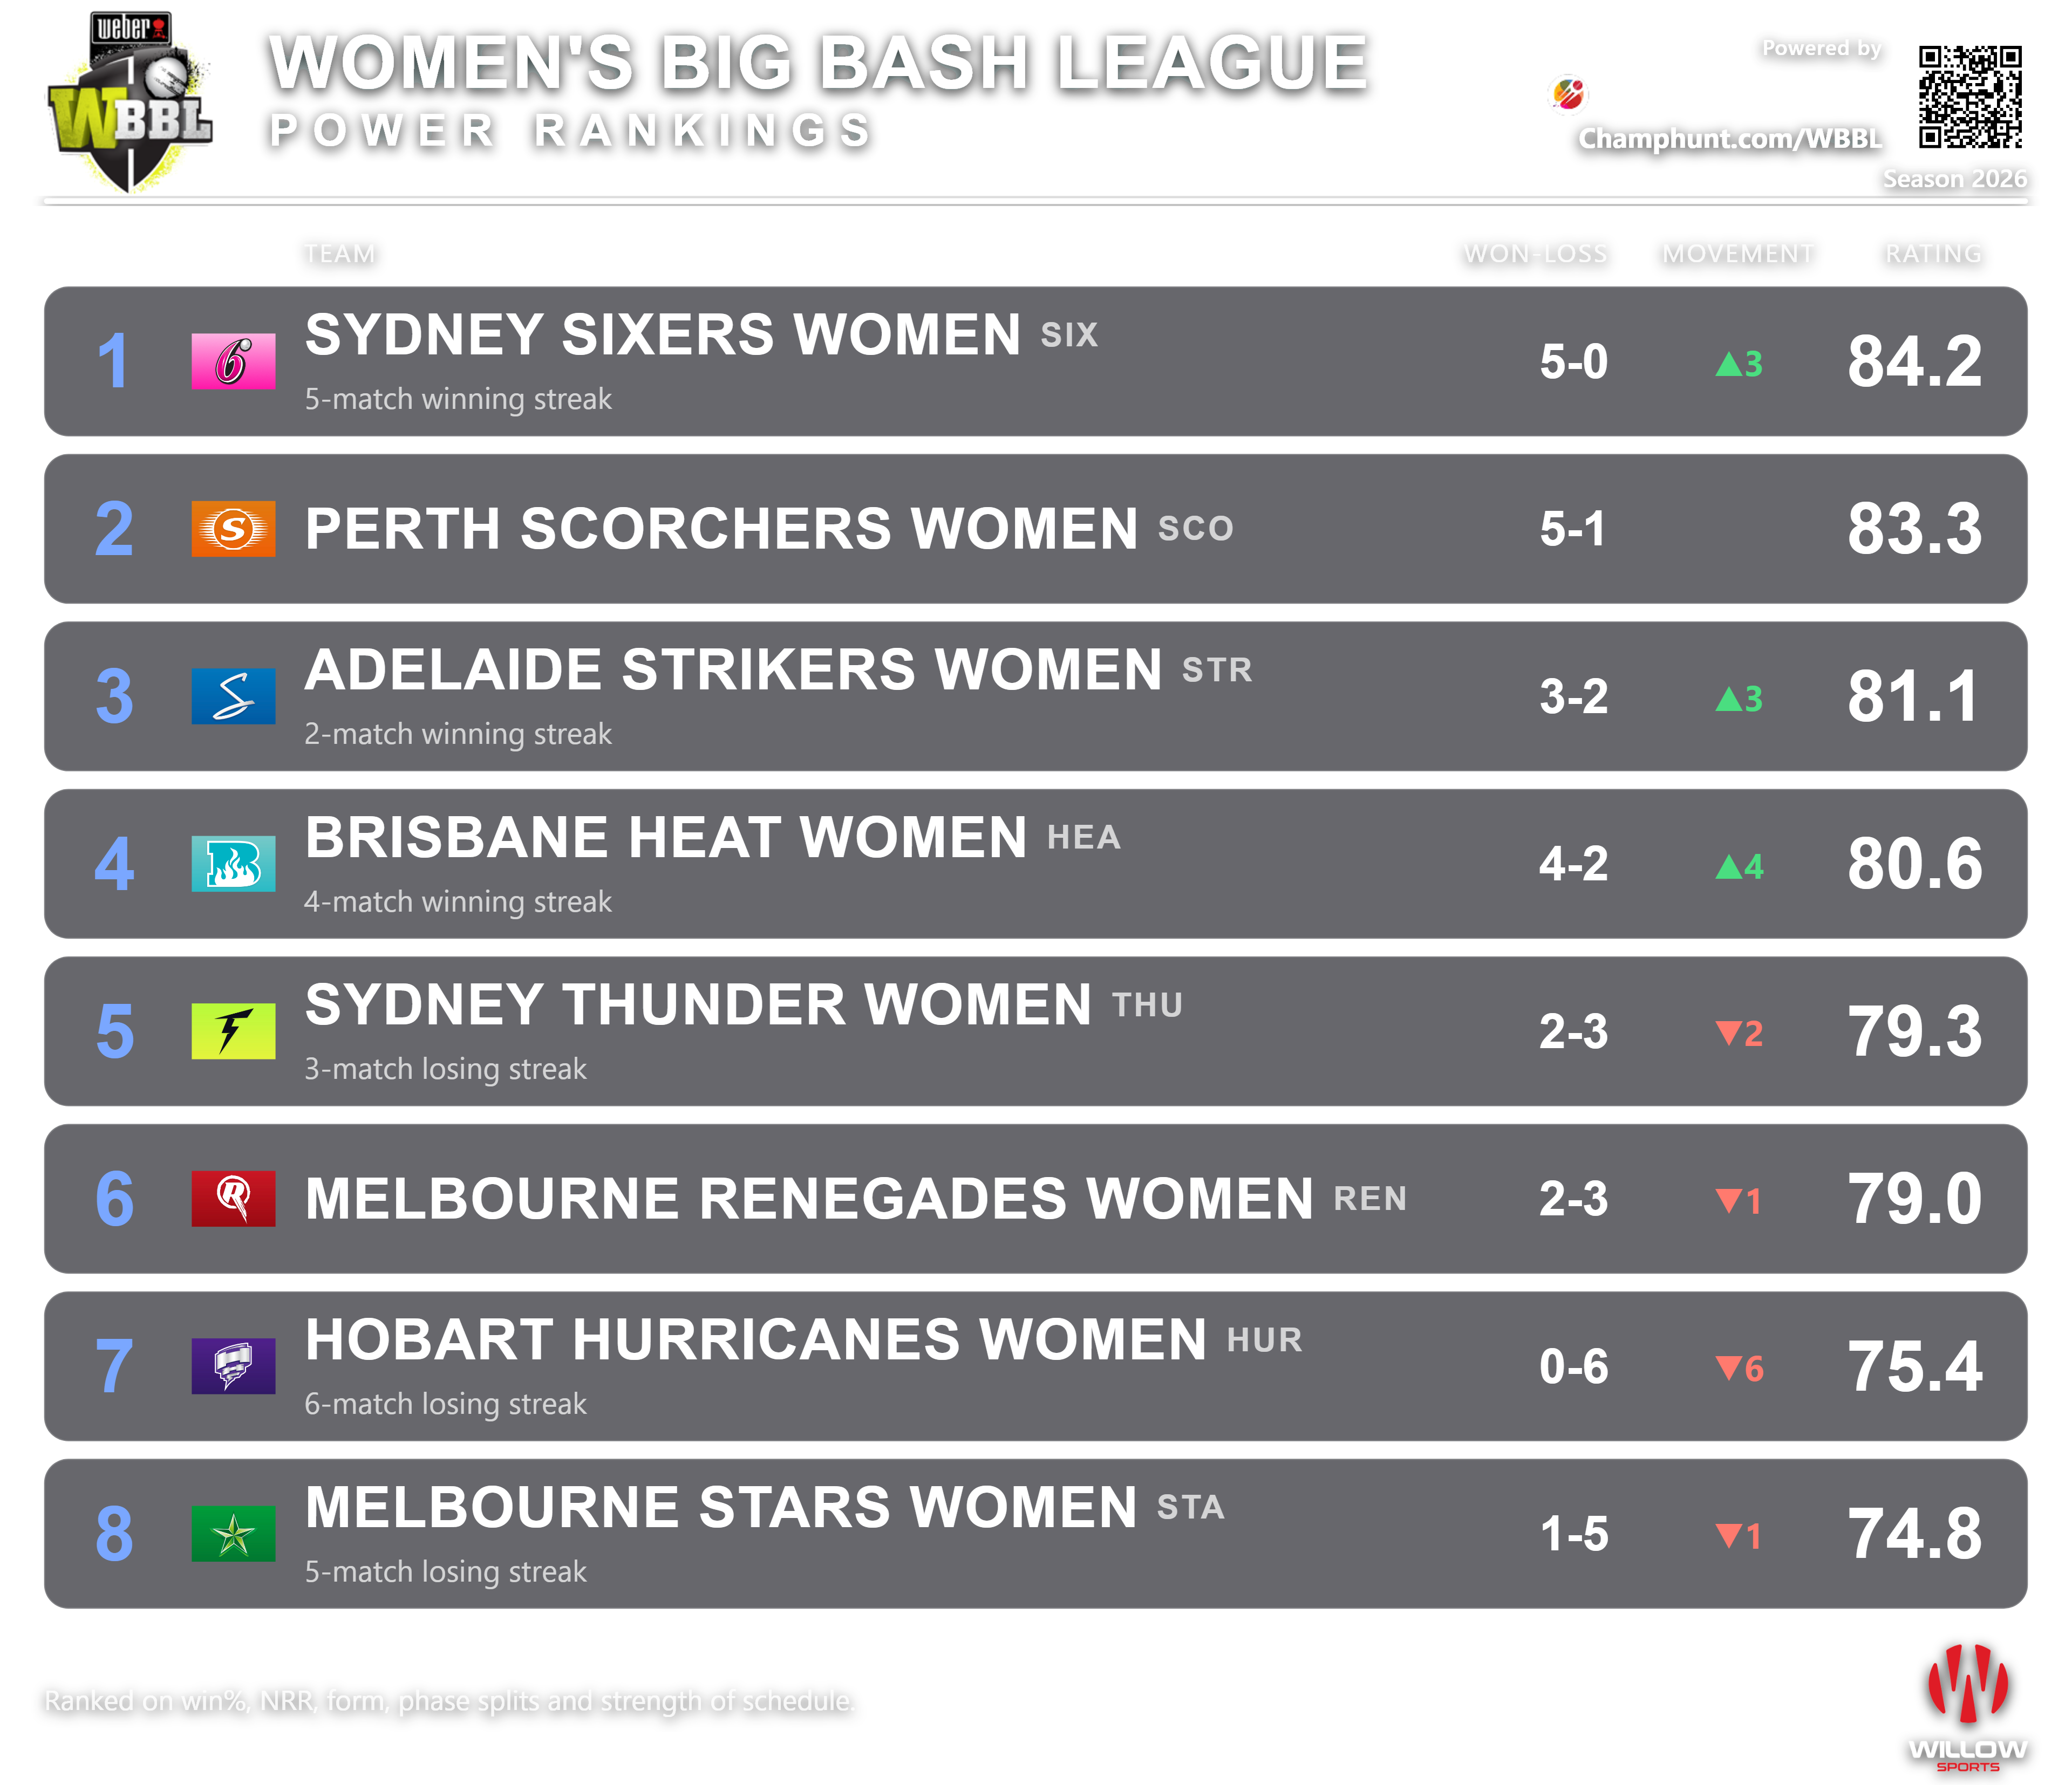 weber
WBBL
WOMEN'S BIG BASH LEAGUE
POWER RANKINGS
Powered by
Champhunt.com/WBBL
Season 2026
TEAM WON-LOSS MOVEMENT RATING
1 SYDNEY SIXERS WOMEN SIX 5-0 ▲3 84.2
5-match winning streak
2 PERTH SCORCHERS WOMEN SCO 5-1 83.3
3 ADELAIDE STRIKERS WOMEN STR 3-2 ▲3 81.1
2-match winning streak
4 BRISBANE HEAT WOMEN HEA 4-2 ▲4 80.6
4-match winning streak
5 SYDNEY THUNDER WOMEN THU 2-3 ▼2 79.3
3-match losing streak
6 MELBOURNE RENEGADES WOMEN REN 2-3 ▼1 79.0
7 HOBART HURRICANES WOMEN HUR 0-6 ▼6 75.4
6-match losing streak
8 MELBOURNE STARS WOMEN STA 1-5 ▼1 74.8
5-match losing streak
Ranked on win%, NRR, form, phase splits and strength of schedule.
WILLOW
SPORTS